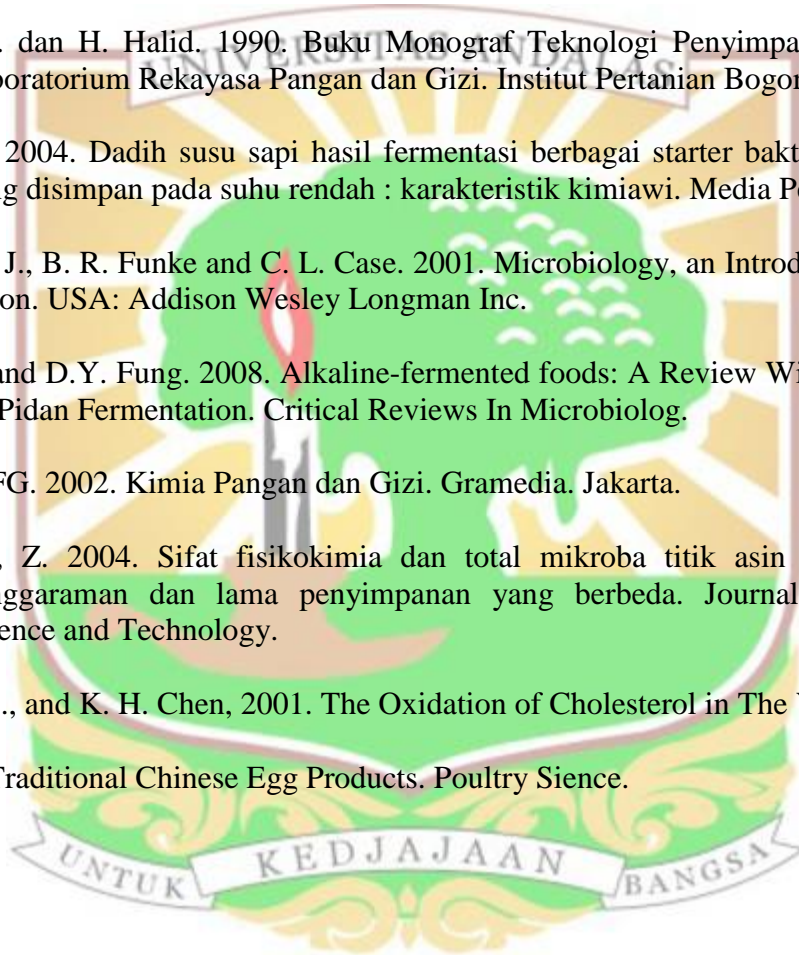 . dan H. Halid. 1990. Buku Monograf Teknologi Penyimpa
UNIVERSITAS ANDALAS
boratorium Rekayasa Pangan dan Gizi. Institut Pertanian Bogor
2004. Dadih susu sapi hasil fermentasi berbagai starter bakt
g disimpan pada suhu rendah : karakteristik kimiawi. Media Pe
J., B. R. Funke and C. L. Case. 2001. Microbiology, an Introd
on. USA: Addison Wesley Longman Inc.
and D.Y. Fung. 2008. Alkaline-fermented foods: A Review Wi
Pidan Fermentation. Critical Reviews In Microbiolog.
FG. 2002. Kimia Pangan dan Gizi. Gramedia. Jakarta.
, Z. 2004. Sifat fisikokimia dan total mikroba titik asin
nggaraman dan lama penyimpanan yang berbeda. Journal
ence and Technology.
., and K. H. Chen, 2001. The Oxidation of Cholesterol in The Y
Traditional Chinese Egg Products. Poultry Sience.
UNTUK KEDJAJAAN BANGSA